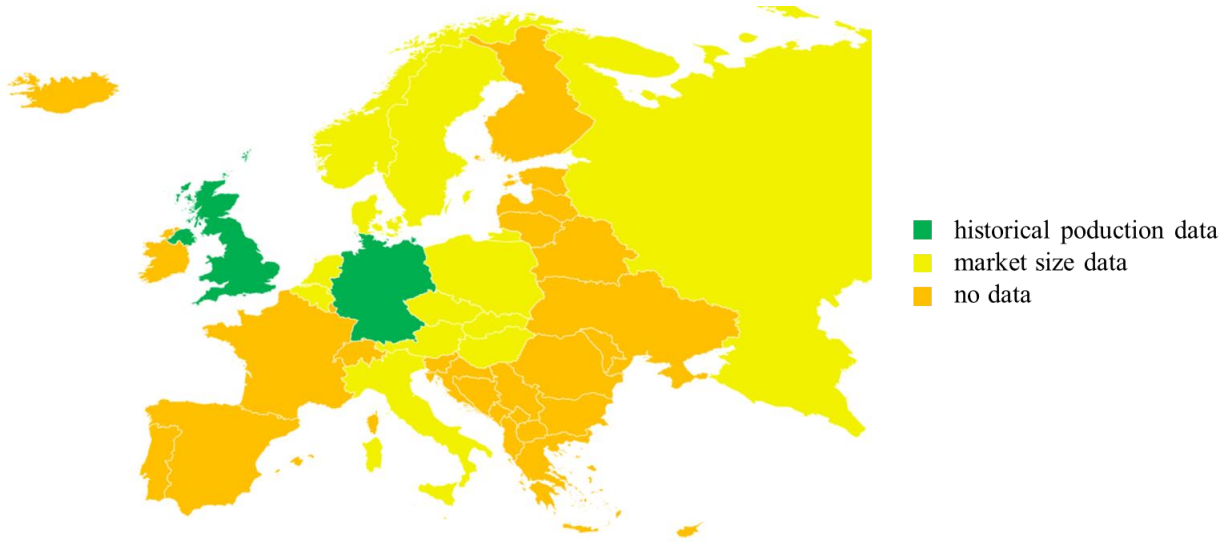 historical poduction data
market size data
no data